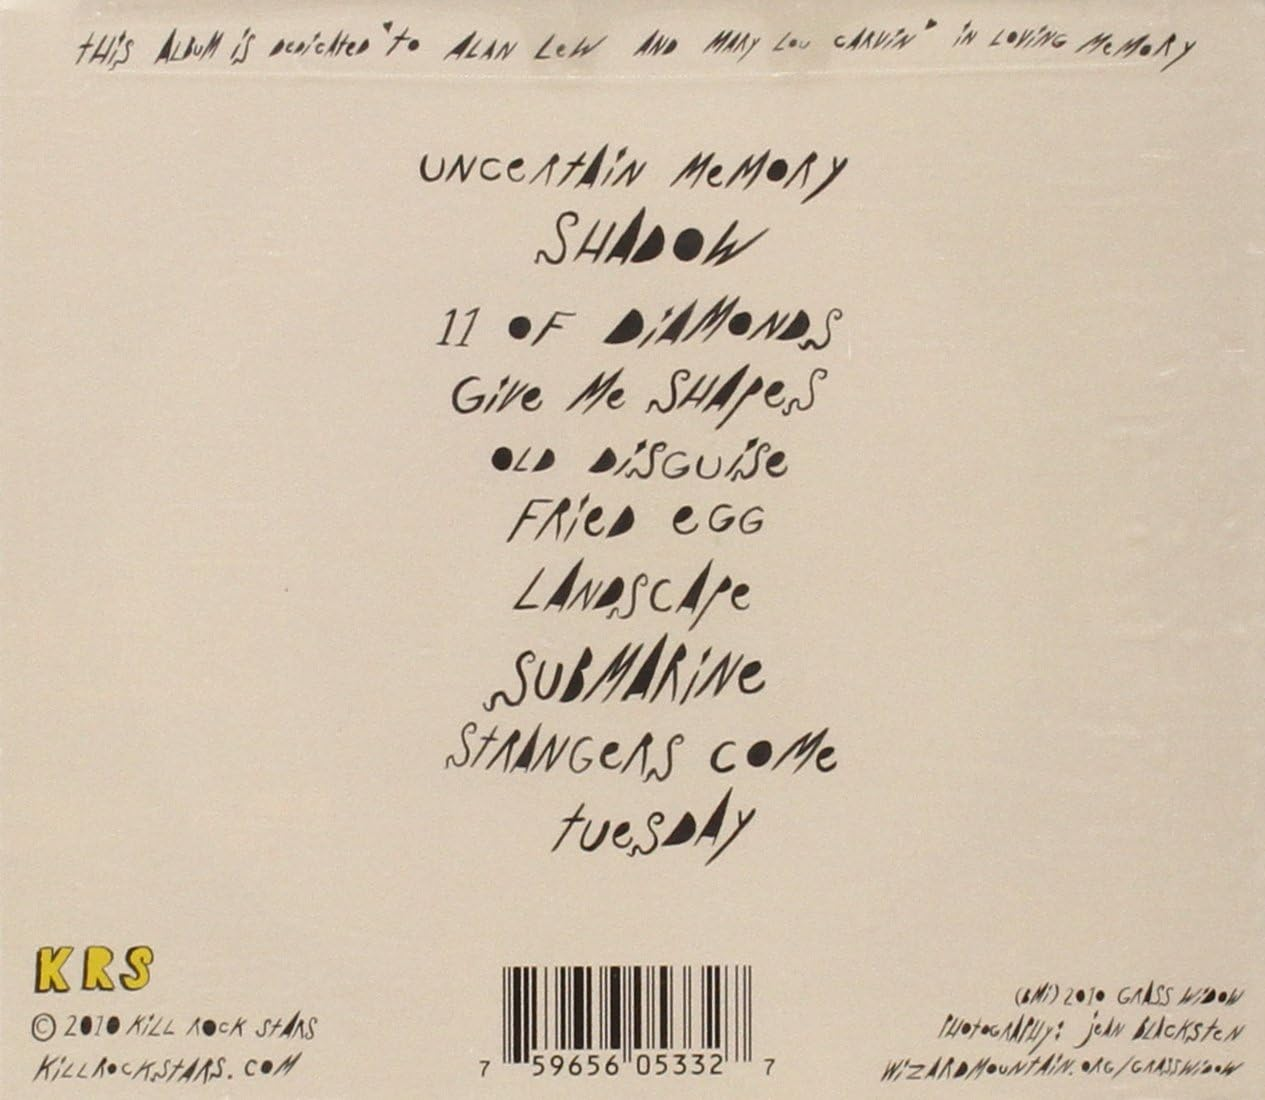 THIS ALBUM IS DEDICATED TO ALAN LEW AND MARY LOU CARVIN IN LOVING MEMORY
UNCERTAIN MEMORY
SHADOW
11 OF DIAMONDS
GIVE ME SHAPES
OLD DISGUISE
FRIED EGG
LANDSCAPE
SUBMARINE
STRANGERS COME
TUESDAY
KRS
© 2010 KILL ROCK STARS
KILLROCKSTARS.COM
7 59656 05332 7
(BMI) 2010 GRASS WIDOW
PHOTOGRAPHY: JEAN BLACKSTEN
WIZARDMOUNTAIN.ORG/GRASSWIDOW